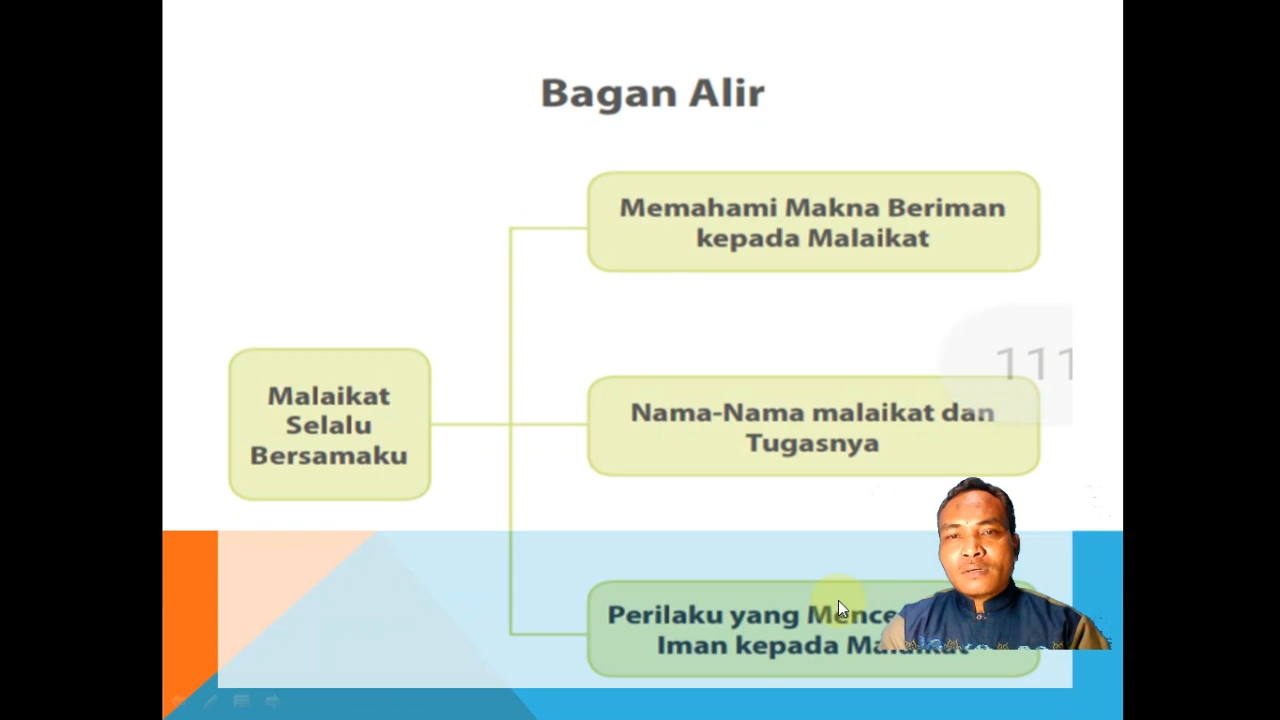 Bagan Alir
Memahami Makna Beriman
kepada Malaikat
111
Malaikat
Selalu
Bersamaku
Nama-Nama malaikat dan
Tugasnya
Perilaku yang
Iman kepada